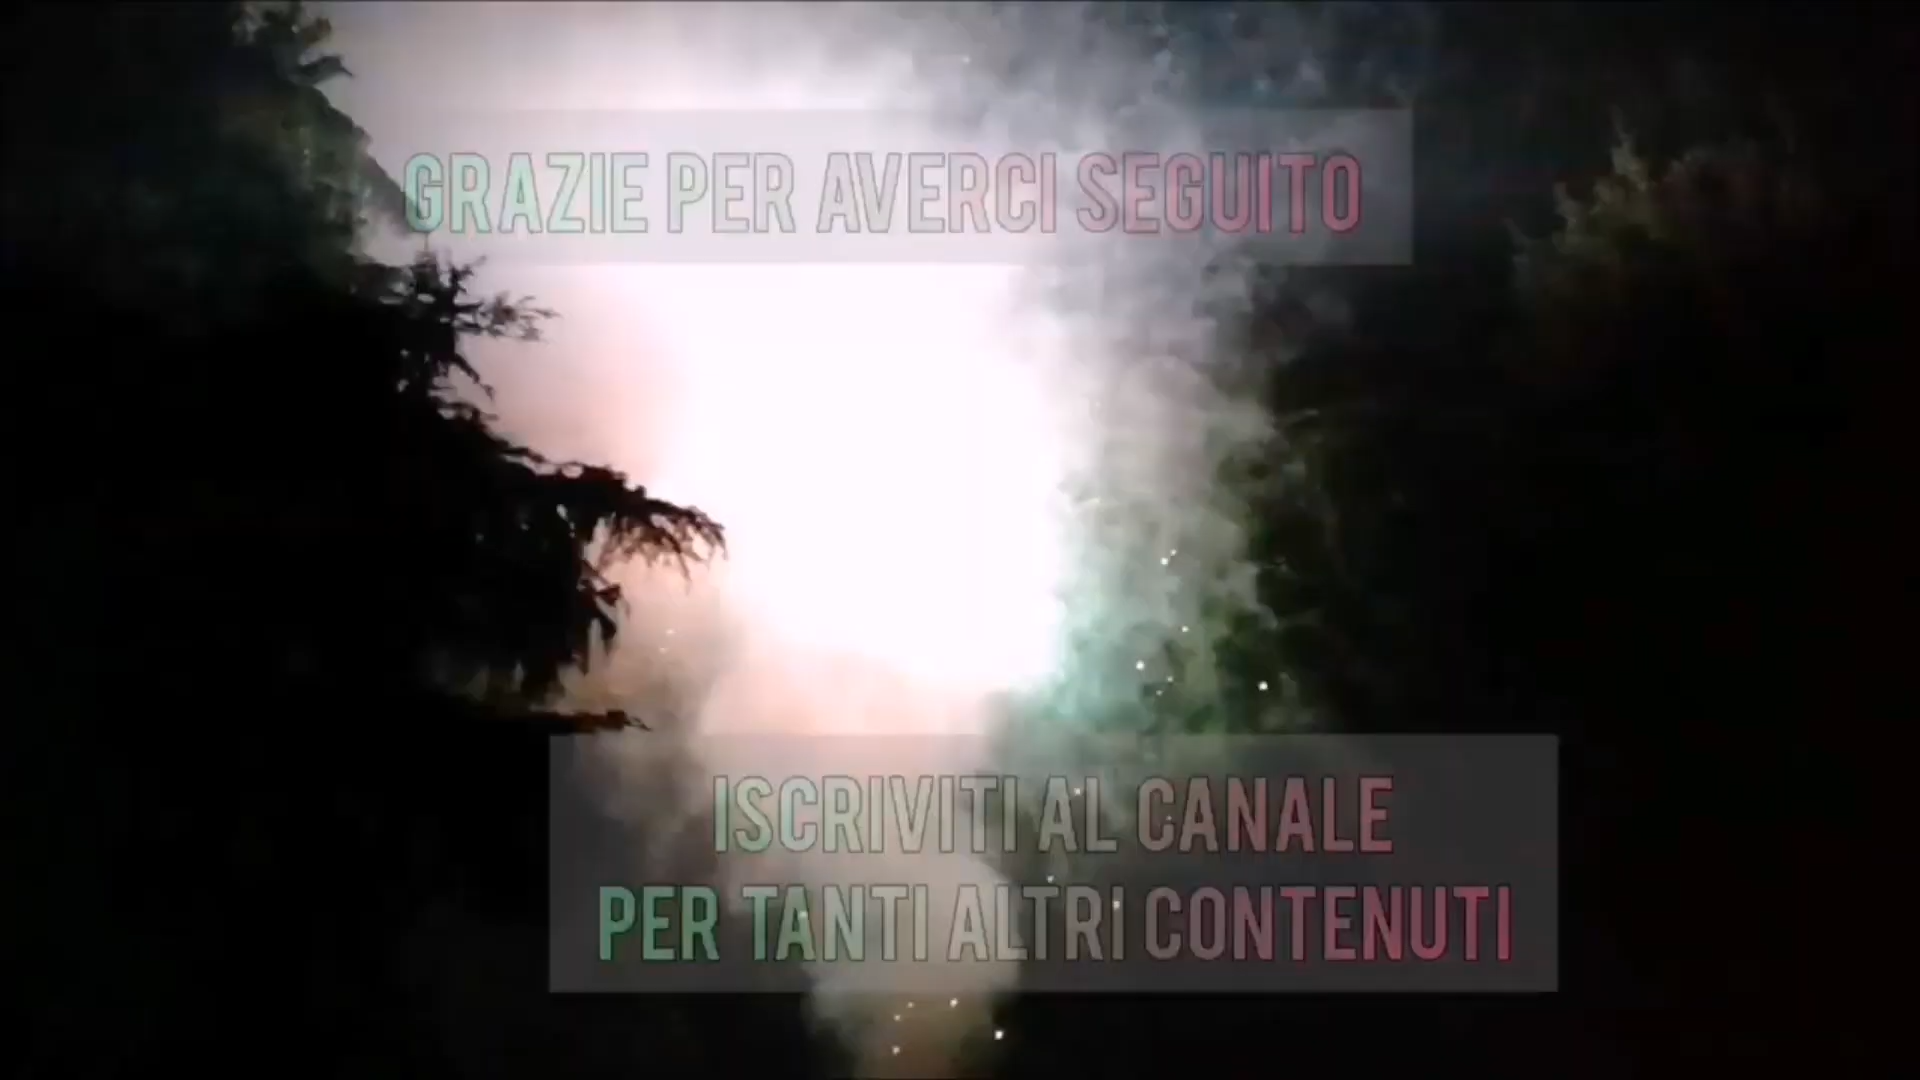 GRAZIE PER AVERCI SEGUITO
ISCRIVITI AL CANALE
PER TANTI ALTRI CONTENUTI